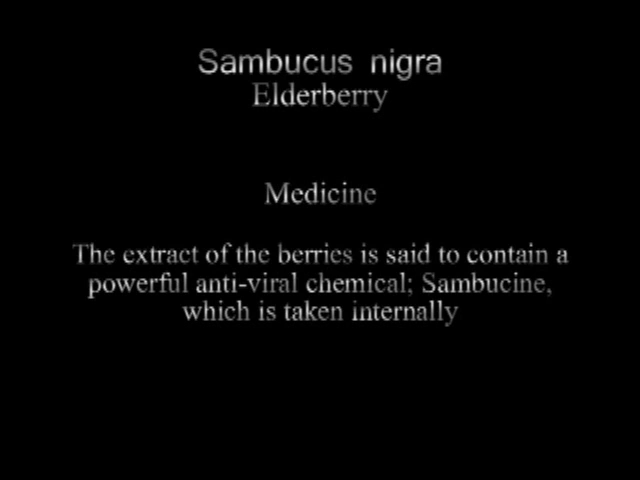 Sambucus nigra
Elderberry
Medicine
The extract of the berries is said to contain a
powerful anti-viral chemical; Sambucine,
which is taken internally